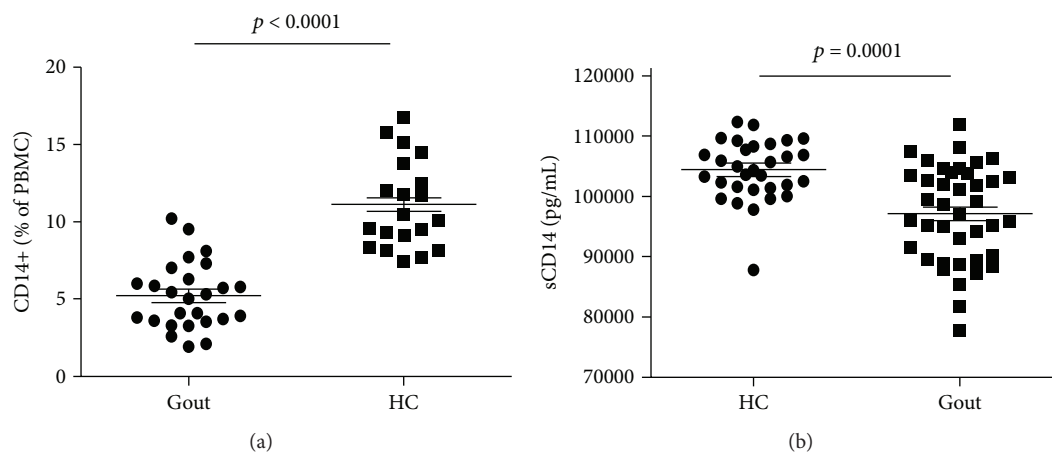 p < 0.0001
CD14+ (% of PBMC)
20
15
10
5
0
Gout
HC
(a)
p = 0.0001
sCD14 (pg/mL)
120000
110000
100000
90000
80000
70000
HC
Gout
(b)